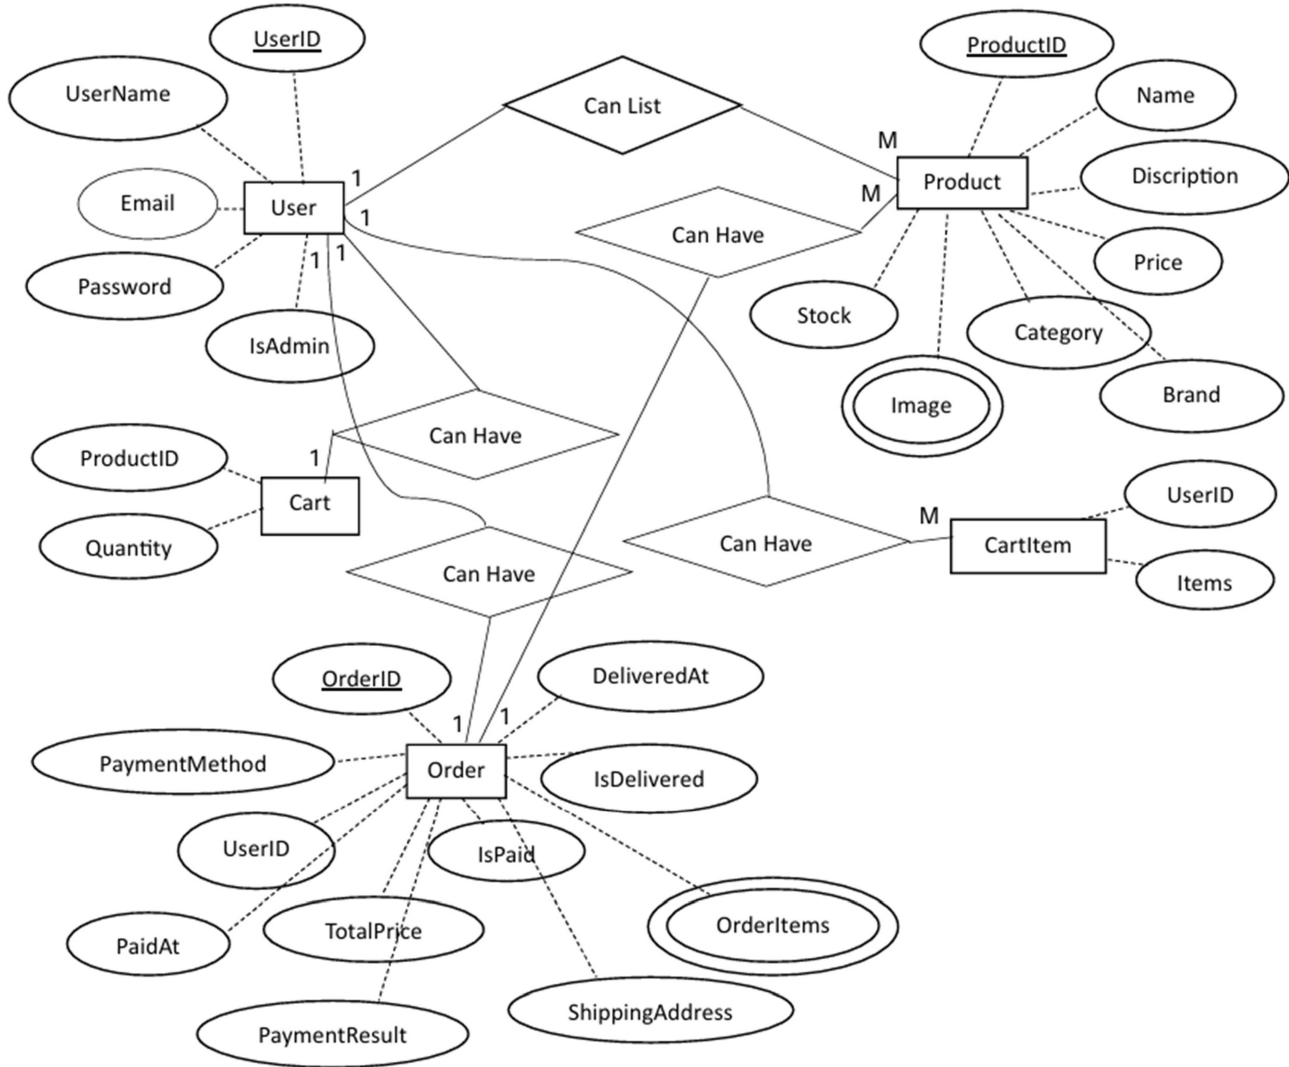 UserID
ProductID
UserName
Can List
Name
M
Discription
1
M
Product
Email
User
1
Can Have
1
1
Price
Password
Stock
Category
IsAdmin
Image
Brand
Can Have
ProductID
1
Cart
UserID
M
Quantity
Can Have
CartItem
Can Have
Items
OrderID
DeliveredAt
1
1
PaymentMethod
Order
IsDelivered
UserID
IsPaid
PaidAt
TotalPrice
OrderItems
PaymentResult
ShippingAddress